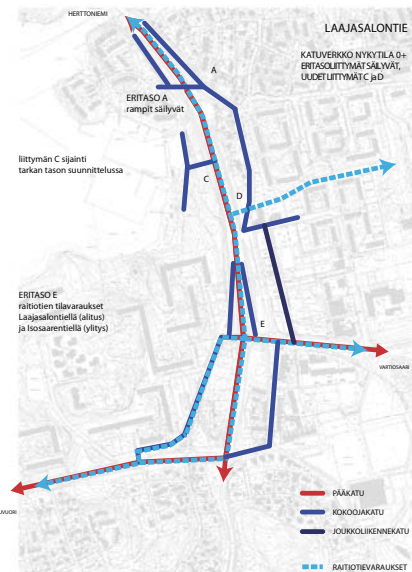 HERTTONIEMI
LAAJASALONTIE
KATUVERKKO NYKYTILA 0+
ERITASOLIITTYMÄT SÄILYVÄT,
UUDET LIITTYMÄT C ja D
A
ERITASO A
rampit säilyvät
liittymän C sijainti
tarkan tason suunnittelussa
C
D
ERITASO E
raitiotien tilavaraukset
Laajasalontiellä (alitus)
ja Isosaarentiellä (ylitys)
E
VARTIOSAARI
UVUORI
PÄÄKATU
KOKOOJAKATU
JOUKKOLIIKENNEKATU
RAITIOTIEVARAUKSET